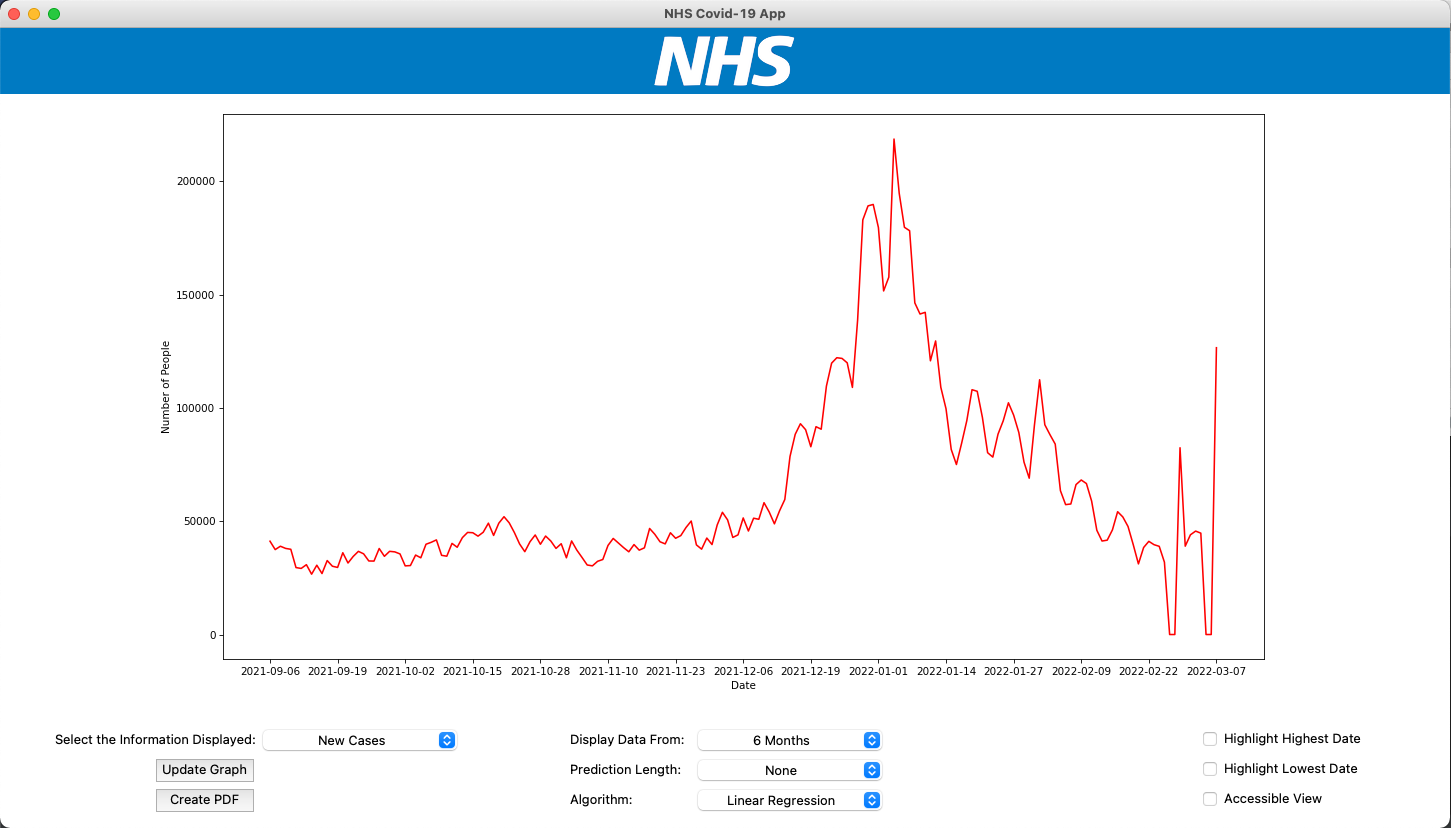 NHS Covid-19 App
NHS
200000
150000
100000
50000
0
Number of People
2021-09-06 2021-09-19 2021-10-02 2021-10-15 2021-10-28 2021-11-10 2021-11-23 2021-12-06 2021-12-19 2022-01-01 2022-01-14 2022-01-27 2022-02-09 2022-02-22 2022-03-07
Date
Select the Information Displayed: New Cases Display Data From: 6 Months Highlight Highest Date
Update Graph Prediction Length: None Highlight Lowest Date
Create PDF Algorithm: Linear Regression Accessible View